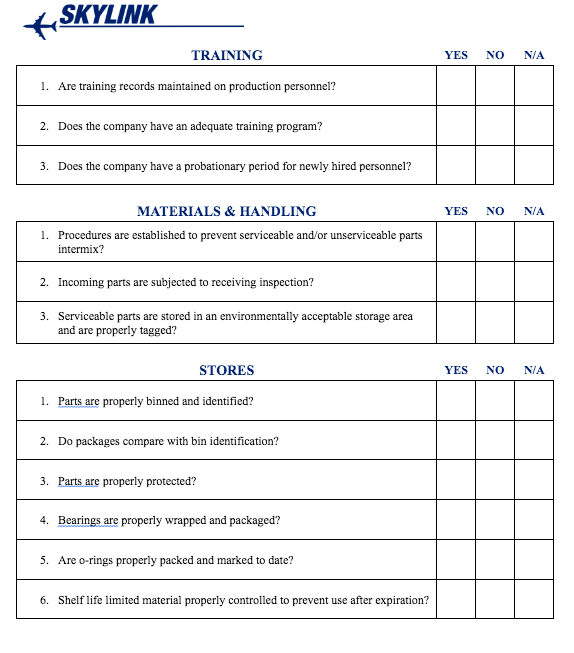 SKYLINK
TRAINING YES NO N/A
1. Are training records maintained on production personnel?
2. Does the company have an adequate training program?
3. Does the company have a probationary period for newly hired personnel?
MATERIALS & HANDLING YES NO N/A
1. Procedures are established to prevent serviceable and/or unserviceable parts
intermix?
2. Incoming parts are subjected to receiving inspection?
3. Serviceable parts are stored in an environmentally acceptable storage area
and are properly tagged?
STORES YES NO N/A
1. Parts are properly binned and identified?
2. Do packages compare with bin identification?
3. Parts are properly protected?
4. Bearings are properly wrapped and packaged?
5. Are o-rings properly packed and marked to date?
6. Shelf life limited material properly controlled to prevent use after expiration?